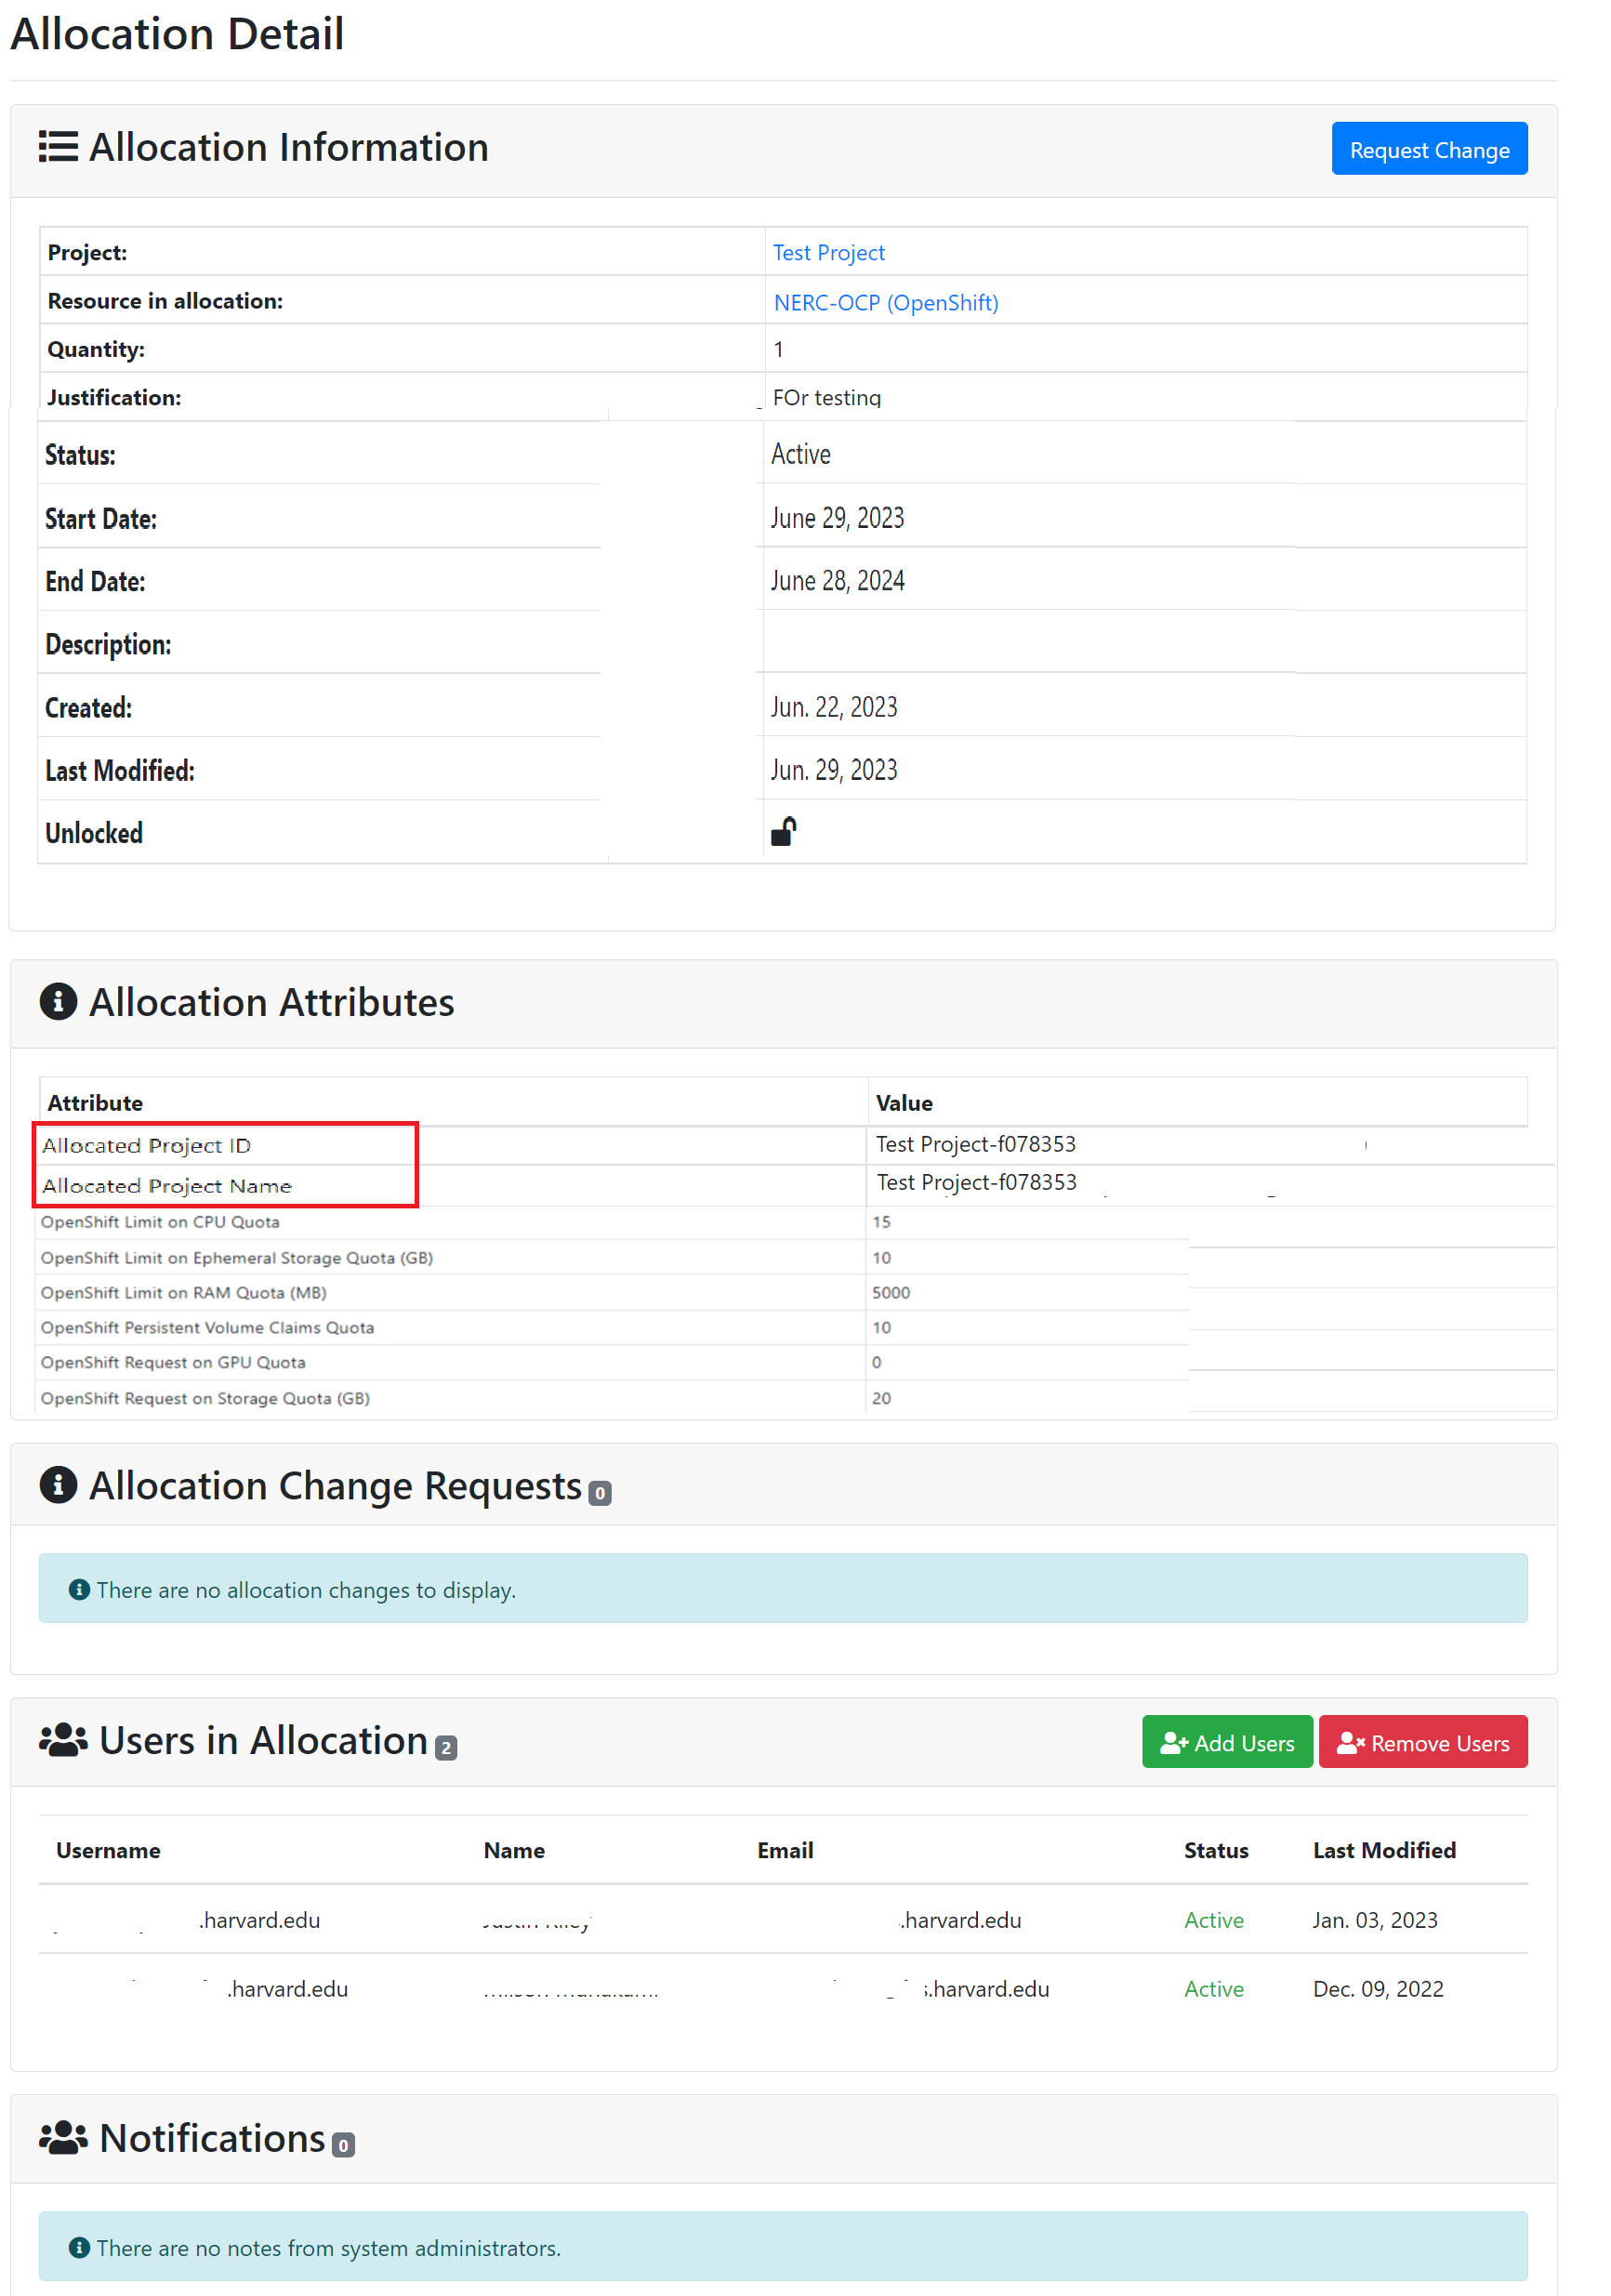 Allocation Detail
Allocation Information
Request Change
Project: Test Project
Resource in allocation: NERC-OCP (OpenShift)
Quantity: 1
Justification: FOr testing
Status: Active
Start Date: June 29, 2023
End Date: June 28, 2024
Description:
Created: Jun. 22, 2023
Last Modified: Jun. 29, 2023
Unlocked
Allocation Attributes
Attribute Value
Allocated Project ID Test Project-f078353
Allocated Project Name Test Project-f078353
OpenShift Limit on CPU Quota 15
OpenShift Limit on Ephemeral Storage Quota (GB) 10
OpenShift Limit on RAM Quota (MB) 5000
OpenShift Persistent Volume Claims Quota 10
OpenShift Request on GPU Quota 0
OpenShift Request on Storage Quota (GB) 20
Allocation Change Requests 0
There are no allocation changes to display.
Users in Allocation 2
Add Users Remove Users
Username Name Email Status Last Modified
.harvard.edu .harvard.edu Active Jan. 03, 2023
.harvard.edu .harvard.edu Active Dec. 09, 2022
Notifications 0
There are no notes from system administrators.